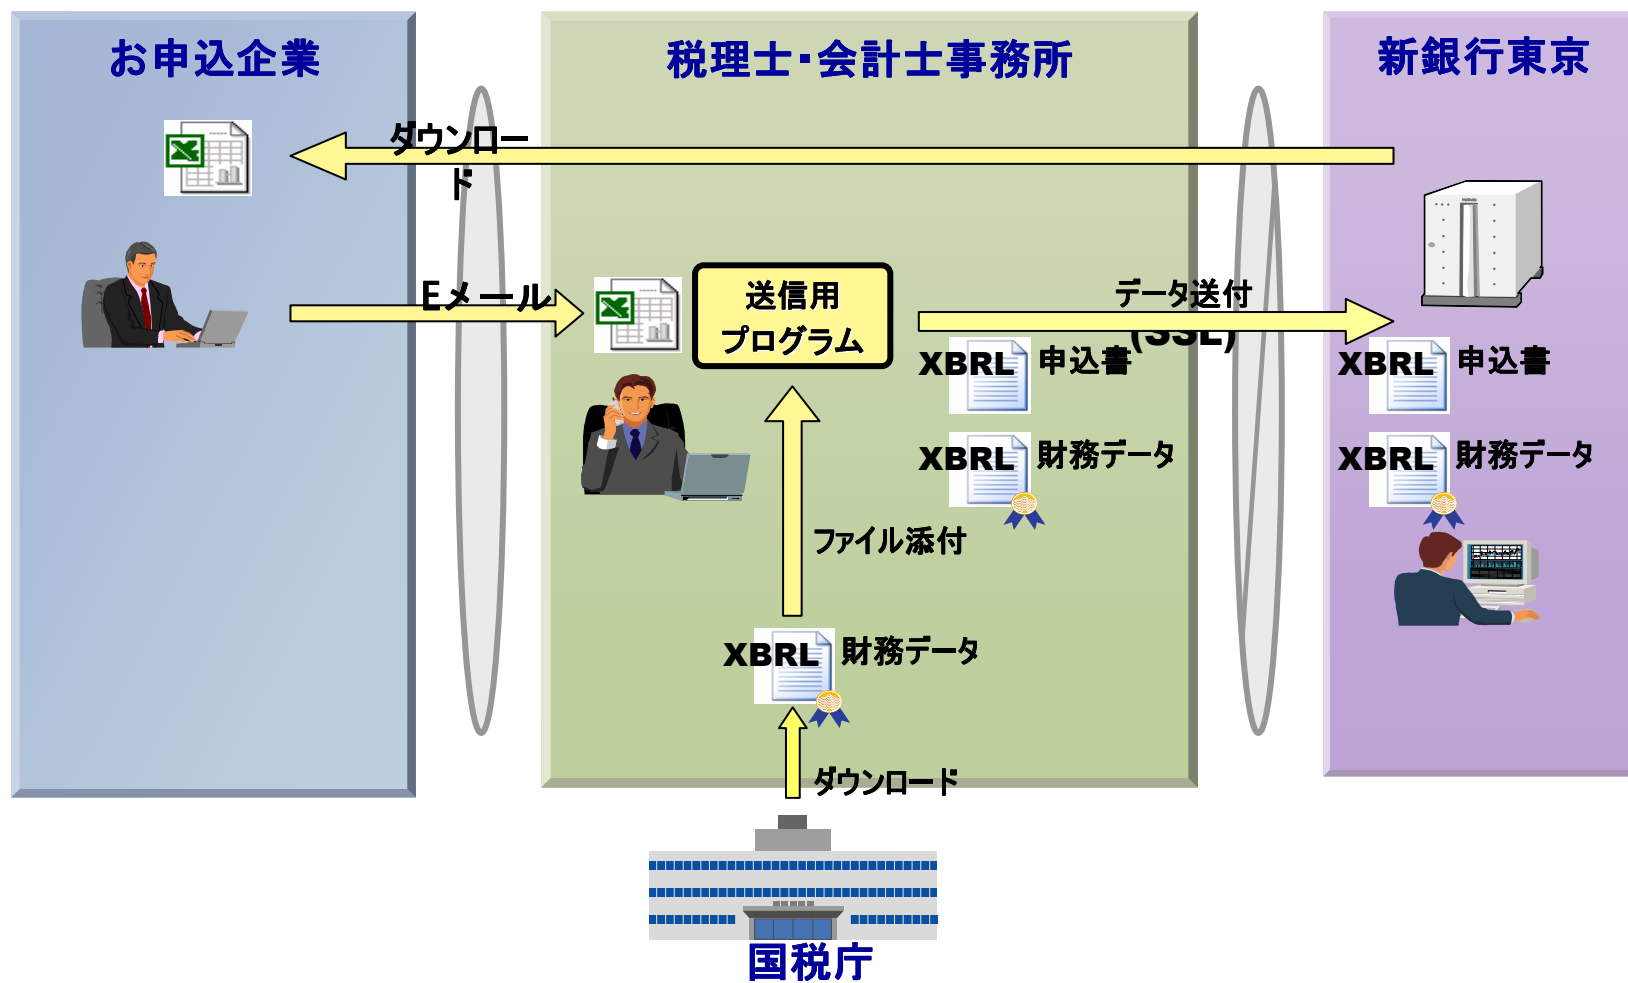 お申込企業
税理士・会計士事務所
新銀行東京
ダウンロー
ド
Eメール
送信用
プログラム
データ送付
(SSL)
XBRL 申込書
XBRL 財務データ
XBRL 申込書
XBRL 財務データ
ファイル添付
XBRL 財務データ
ダウンロード
国税庁